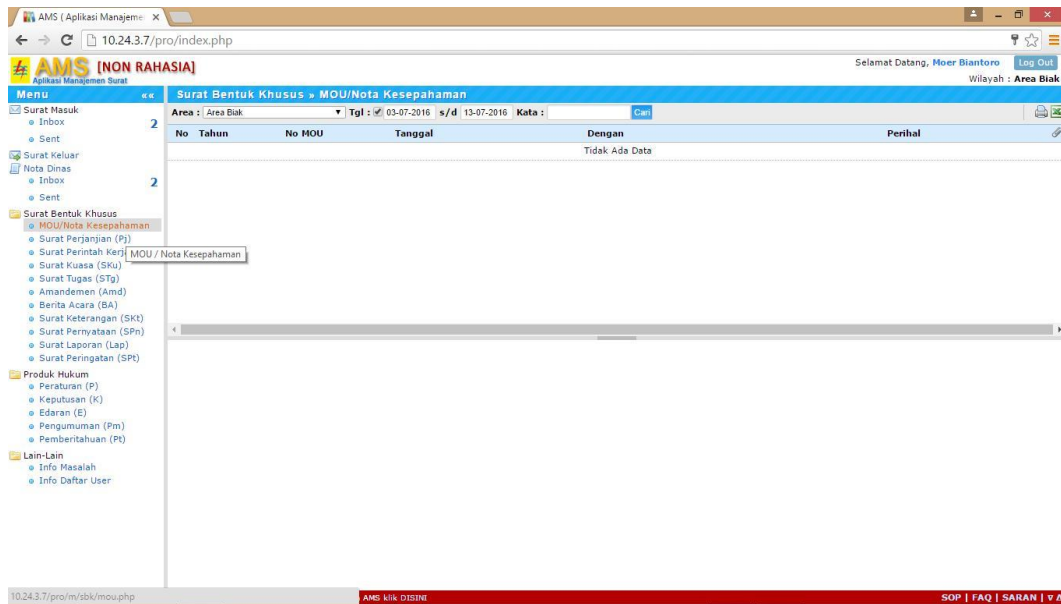 AMS ( Aplikasi Manajeme
10.24.3.7/pro/index.php
AMS [NON RAHASIA]
Aplikasi Manajemen Surat
Selamat Datang, Moer Biantoro Log Out
Wilayah : Area Biak
Menu ««
Surat Bentuk Khusus » MOU/Nota Kesepahaman
Area : Area Biak Tgl : 03-07-2016 s/d 13-07-2016 Kata : Cari
No Tahun No MOU Tanggal Dengan Perihal
Tidak Ada Data
Surat Masuk
Inbox 2
Sent
Surat Keluar
Nota Dinas
Inbox 2
Sent
Surat Bentuk Khusus
MOU/Nota Kesepahaman
Surat Perjanjian (Pj)
Surat Perintah Kerj
MOU / Nota Kesepahaman
Surat Kuasa (SKu)
Surat Tugas (STg)
Amandemen (Amd)
Berita Acara (BA)
Surat Keterangan (SKt)
Surat Pernyataan (SPn)
Surat Laporan (Lap)
Surat Peringatan (SPt)
Produk Hukum
Peraturan (P)
Keputusan (K)
Edaran (E)
Pengumuman (Pm)
Pemberitahuan (Pt)
Lain-Lain
Info Masalah
Info Daftar User
10.24.3.7/pro/m/sbk/mou.php
AMS klik DISINI
SOP | FAQ | SARAN |